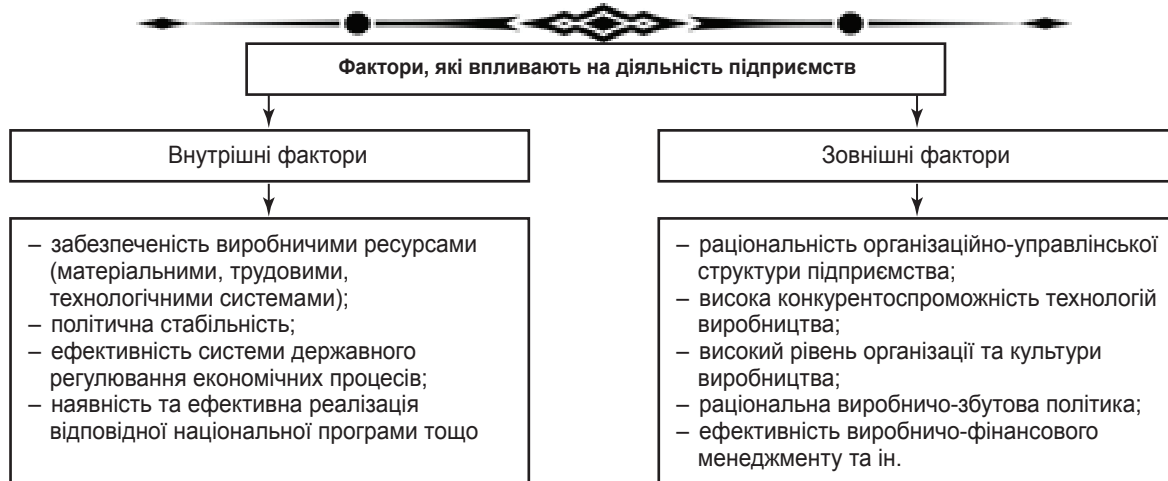 Фактори, які впливають на діяльність підприємств
Внутрішні фактори
– забезпеченість виробничими ресурсами
(матеріальними, трудовими,
технологічними системами);
– політична стабільність;
– ефективність системи державного
регулювання економічних процесів;
– наявність та ефективна реалізація
відповідної національної програми тощо
Зовнішні фактори
– раціональність організаційно-управлінської
структури підприємства;
– висока конкурентоспроможність технологій
виробництва;
– високий рівень організації та культури
виробництва;
– раціональна виробничо-збутова політика;
– ефективність виробничо-фінансового
менеджменту та ін.